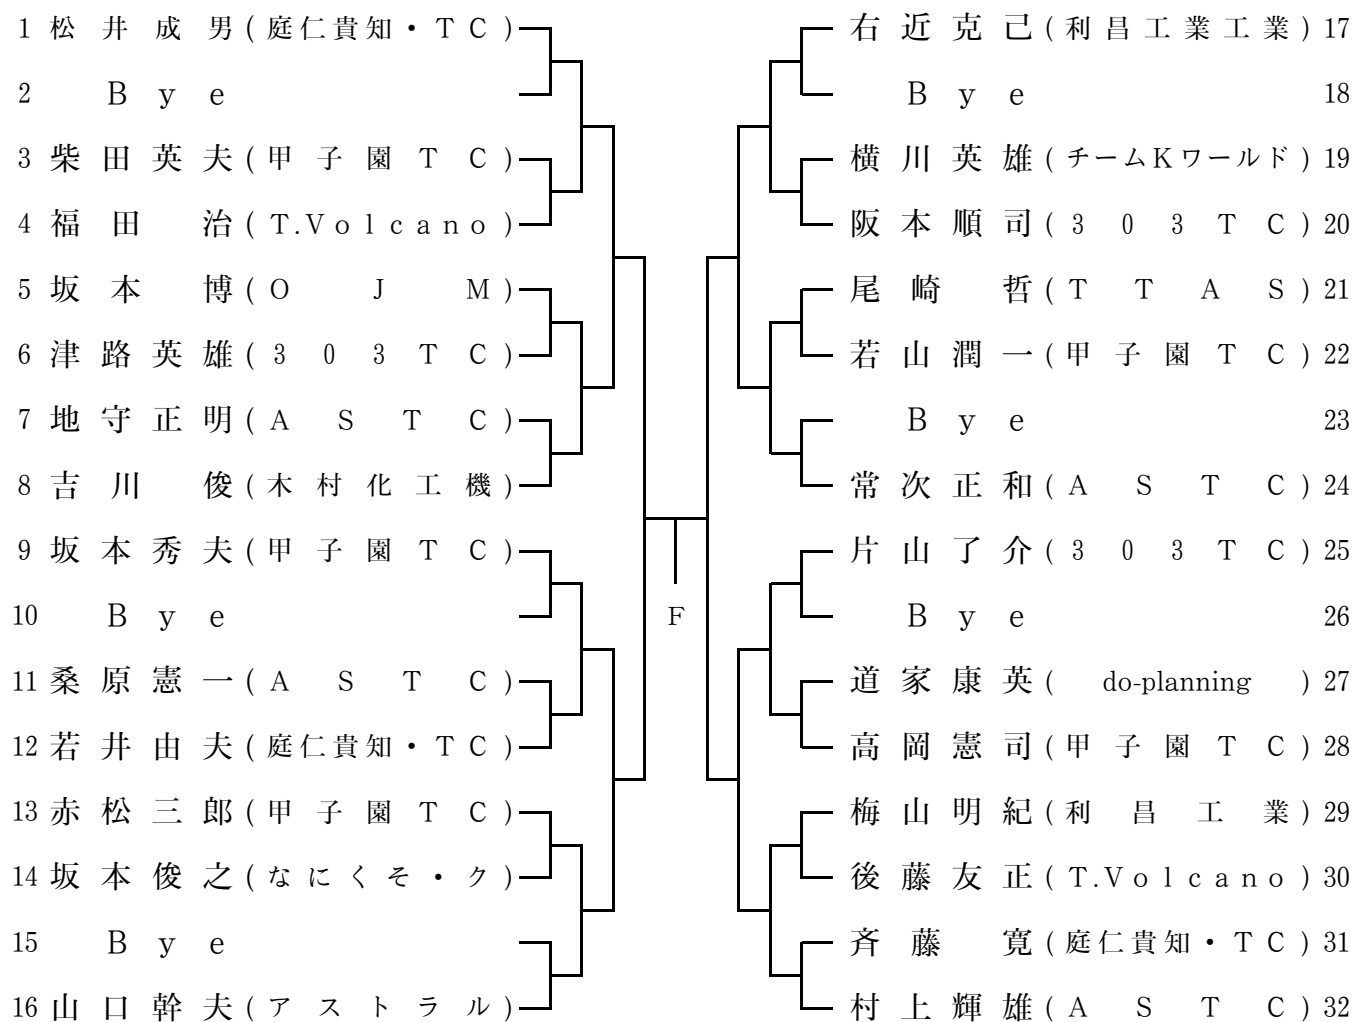 1 松井成男(庭仁貴知・TC)
2 Bye
3 柴田英夫(甲子園TC)
4 福田 治(T.Volcano)
5 坂本 博(OJM)
6 津路英雄(303TC)
7 地守正明(ASTC)
8 吉川 俊(木村化工機)
9 坂本秀夫(甲子園TC)
10 Bye
11 桑原憲一(ASTC)
12 若井由夫(庭仁貴知・TC)
13 赤松三郎(甲子園TC)
14 坂本俊之(なにくそ・ク)
15 Bye
16 山口幹夫(アストラル)
F
右近克己(利昌工業工業)17
Bye 18
横川英雄(チームKワールド)19
阪本順司(303TC)20
尾崎 哲(TTAS)21
若山潤一(甲子園TC)22
Bye 23
常次正和(ASTC)24
片山了介(303TC)25
Bye 26
道家康英(do-planning)27
高岡憲司(甲子園TC)28
梅山明紀(利昌工業)29
後藤友正(T.Volcano)30
斉藤 寛(庭仁貴知・TC)31
村上輝雄(ASTC)32